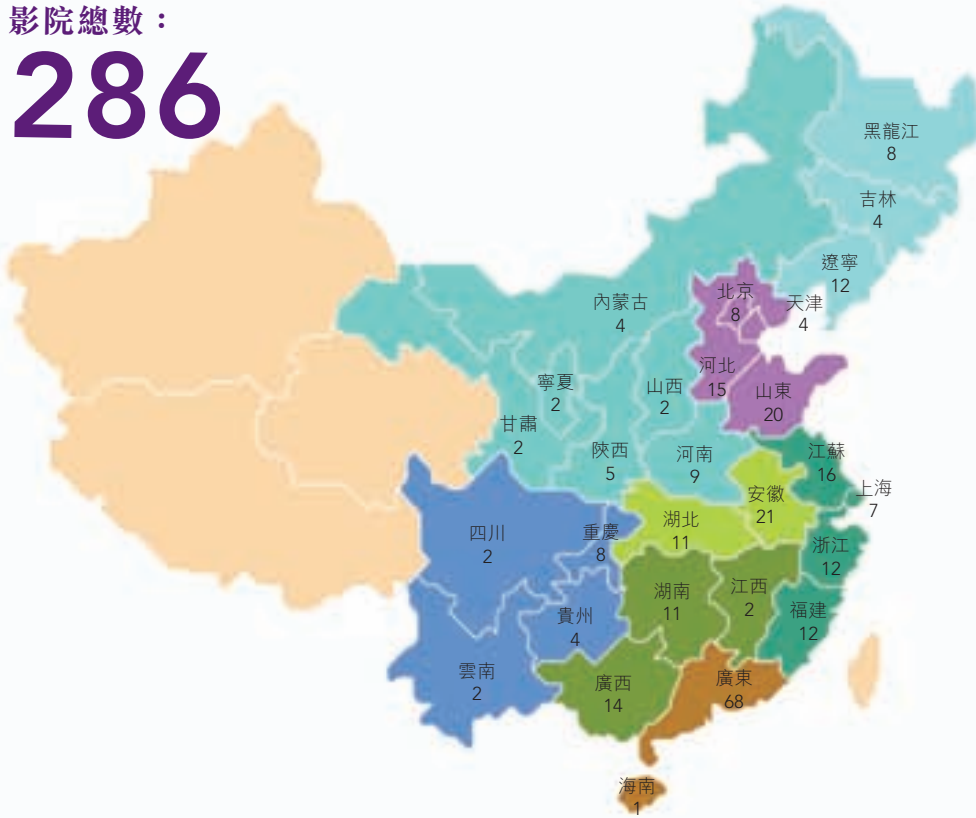 影院總數：
286
黑龍江
8
吉林
4
遼寧
12
北京
8
天津
4
內蒙古
4
河北
15
山東
20
寧夏
2
山西
2
甘肅
2
陝西
5
河南
9
江蘇
16
上海
7
安徽
21
湖北
11
四川
2
重慶
8
浙江
12
湖南
11
江西
2
福建
12
貴州
4
雲南
2
廣西
14
廣東
68
海南
1